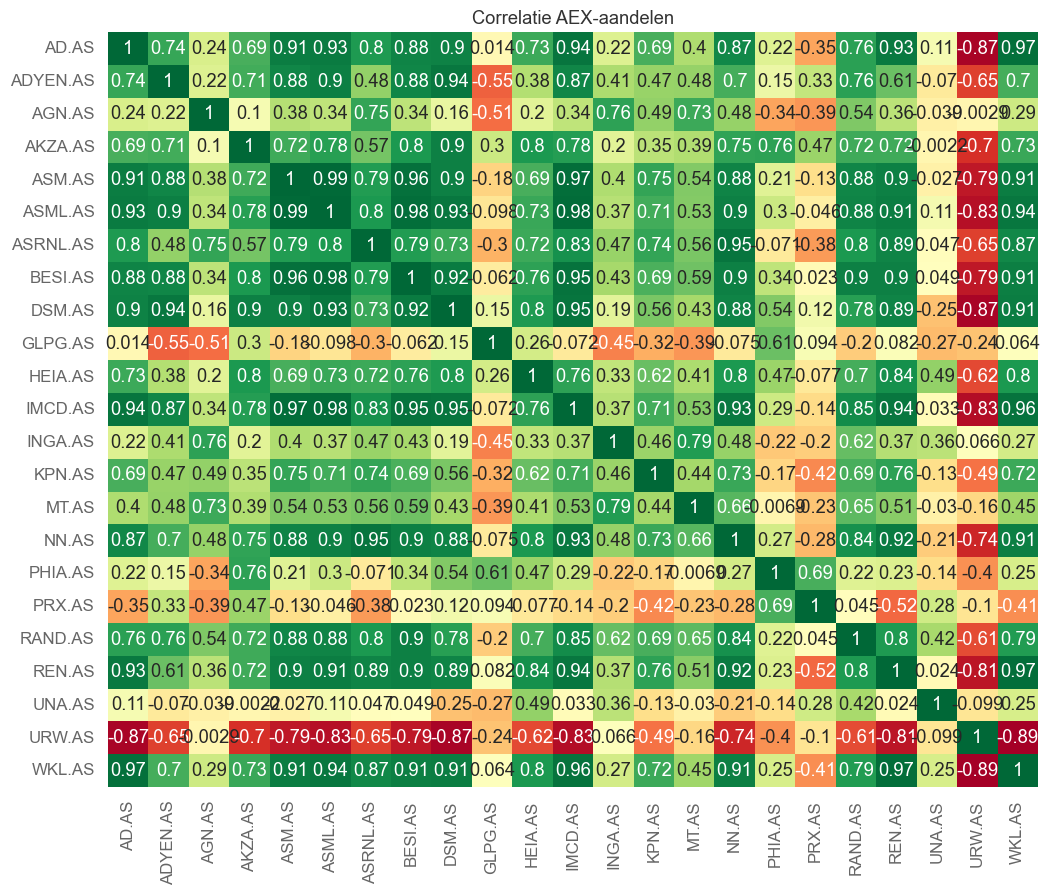 Correlatie AEX-aandelen
AD.AS 1 0.74 0.24 0.69 0.91 0.93 0.8 0.88 0.9 0.014 0.73 0.94 0.22 0.69 0.4 0.87 0.22 -0.35 0.76 0.93 0.11 -0.87 0.97
ADYEN.AS 0.74 1 0.22 0.71 0.88 0.9 0.48 0.88 0.94 -0.55 0.38 0.87 0.41 0.47 0.48 0.7 0.15 0.33 0.76 0.61 -0.07 -0.65 0.7
AGN.AS 0.24 0.22 1 0.1 0.38 0.34 0.75 0.34 0.16 -0.51 0.2 0.34 0.76 0.49 0.73 0.48 -0.34 -0.39 0.54 0.36 -0.039 -0.0029 0.29
AKZA.AS 0.69 0.71 0.1 1 0.72 0.78 0.57 0.8 0.9 0.3 0.8 0.78 0.2 0.35 0.39 0.75 0.76 0.47 0.72 0.72 -0.0022 -0.7 0.73
ASM.AS 0.91 0.88 0.38 0.72 1 0.99 0.79 0.96 0.9 -0.18 0.69 0.97 0.4 0.75 0.54 0.88 0.21 -0.13 0.88 0.9 -0.027 -0.79 0.91
ASML.AS 0.93 0.9 0.34 0.78 0.99 1 0.8 0.98 0.93 -0.098 0.73 0.98 0.37 0.71 0.53 0.9 0.3 -0.046 0.88 0.91 0.11 -0.83 0.94
ASRNL.AS 0.8 0.48 0.75 0.57 0.79 0.8 1 0.79 0.73 -0.3 0.72 0.83 0.47 0.74 0.56 0.95 -0.071 -0.38 0.8 0.89 0.047 -0.65 0.87
BESI.AS 0.88 0.88 0.34 0.8 0.96 0.98 0.79 1 0.92 -0.062 0.76 0.95 0.43 0.69 0.59 0.9 0.34 0.023 0.9 0.9 0.049 -0.79 0.91
DSM.AS 0.9 0.94 0.16 0.9 0.9 0.93 0.73 0.92 1 0.15 0.8 0.95 0.19 0.56 0.43 0.88 0.54 0.12 0.78 0.89 -0.25 -0.87 0.91
GLPG.AS 0.014 -0.55 -0.51 0.3 -0.18 -0.098 -0.3 -0.062 0.15 1 0.26 -0.072 -0.45 -0.32 -0.39 -0.075 0.61 0.094 -0.2 0.082 -0.27 -0.24 0.064
HEIA.AS 0.73 0.38 0.2 0.8 0.69 0.73 0.72 0.76 0.8 0.26 1 0.76 0.33 0.62 0.41 0.8 0.47 -0.077 0.7 0.84 0.49 -0.62 0.8
IMCD.AS 0.94 0.87 0.34 0.78 0.97 0.98 0.83 0.95 0.95 -0.072 0.76 1 0.37 0.71 0.53 0.93 0.29 -0.14 0.85 0.94 0.033 -0.83 0.96
INGA.AS 0.22 0.41 0.76 0.2 0.4 0.37 0.47 0.43 0.19 -0.45 0.33 0.37 1 0.46 0.79 0.48 -0.22 -0.2 0.62 0.37 0.36 0.066 0.27
KPN.AS 0.69 0.47 0.49 0.35 0.75 0.71 0.74 0.69 0.56 -0.32 0.62 0.71 0.46 1 0.44 0.73 -0.17 -0.42 0.69 0.76 -0.13 -0.49 0.72
MT.AS 0.4 0.48 0.73 0.39 0.54 0.53 0.56 0.59 0.43 -0.39 0.41 0.53 0.79 0.44 1 0.66 -0.0069 -0.23 0.65 0.51 -0.03 -0.16 0.45
NN.AS 0.87 0.7 0.48 0.75 0.88 0.9 0.95 0.9 0.88 -0.075 0.8 0.93 0.48 0.73 0.66 1 0.27 -0.28 0.84 0.92 -0.21 -0.74 0.91
PHIA.AS 0.22 0.15 -0.34 0.76 0.21 0.3 -0.071 0.34 0.54 0.61 0.47 0.29 -0.22 -0.17 -0.0069 0.27 1 0.69 0.22 0.23 -0.14 -0.4 0.25
PRX.AS -0.35 0.33 -0.39 0.47 -0.13 -0.046 -0.38 0.023 0.12 0.094 -0.077 -0.14 -0.2 -0.42 -0.23 -0.28 0.69 1 0.045 -0.52 0.28 -0.1 -0.41
RAND.AS 0.76 0.76 0.54 0.72 0.88 0.88 0.8 0.9 0.78 -0.2 0.7 0.85 0.62 0.69 0.65 0.84 0.22 0.045 1 0.8 0.42 -0.61 0.79
REN.AS 0.93 0.61 0.36 0.72 0.9 0.91 0.89 0.9 0.89 0.082 0.84 0.94 0.37 0.76 0.51 0.92 0.23 -0.52 0.8 1 0.024 -0.81 0.97
UNA.AS 0.11 -0.07 -0.039 -0.0022 -0.027 0.11 0.047 0.049 -0.25 -0.27 0.49 0.033 0.36 -0.13 -0.03 -0.21 -0.14 0.28 0.42 0.024 1 -0.099 0.25
URW.AS -0.87 -0.65 -0.0029 -0.7 -0.79 -0.83 -0.65 -0.79 -0.87 -0.24 -0.62 -0.83 0.066 -0.49 -0.16 -0.74 -0.4 -0.1 -0.61 -0.81 -0.099 1 -0.89
WKL.AS 0.97 0.7 0.29 0.73 0.91 0.94 0.87 0.91 0.91 0.064 0.8 0.96 0.27 0.72 0.45 0.91 0.25 -0.41 0.79 0.97 0.25 -0.89 1
AD.AS ADYEN.AS AGN.AS AKZA.AS ASM.AS ASML.AS ASRNL.AS BESI.AS DSM.AS GLPG.AS HEIA.AS IMCD.AS INGA.AS KPN.AS MT.AS NN.AS PHIA.AS PRX.AS RAND.AS REN.AS UNA.AS URW.AS WKL.AS